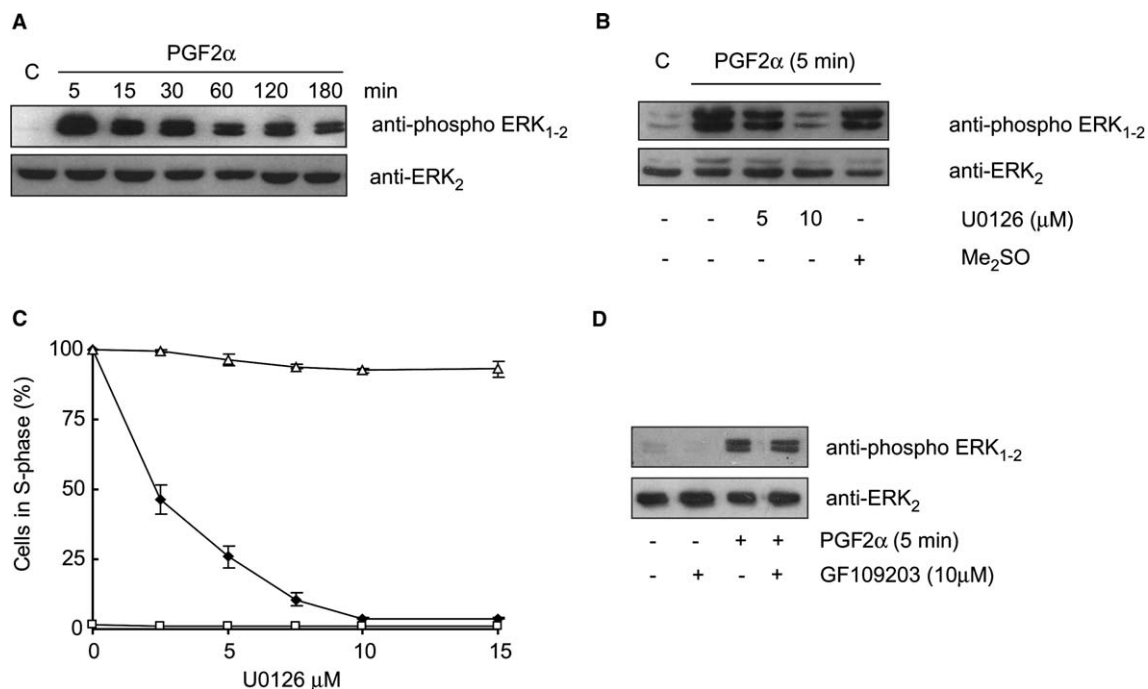 A
PGF2α
C
5 15 30 60 120 180 min
anti-phospho ERK₁₋₂
anti-ERK₂
B
C PGF2α (5 min)
anti-phospho ERK₁₋₂
anti-ERK₂
- - 5 10 - U0126 (μM)
- - - - + Me₂SO
C
100
75
50
25
0
Cells in S-phase (%)
0 5 10 15
U0126 μM
D
anti-phospho ERK₁₋₂
anti-ERK₂
- - + + PGF2α (5 min)
- + - + GF109203 (10μM)